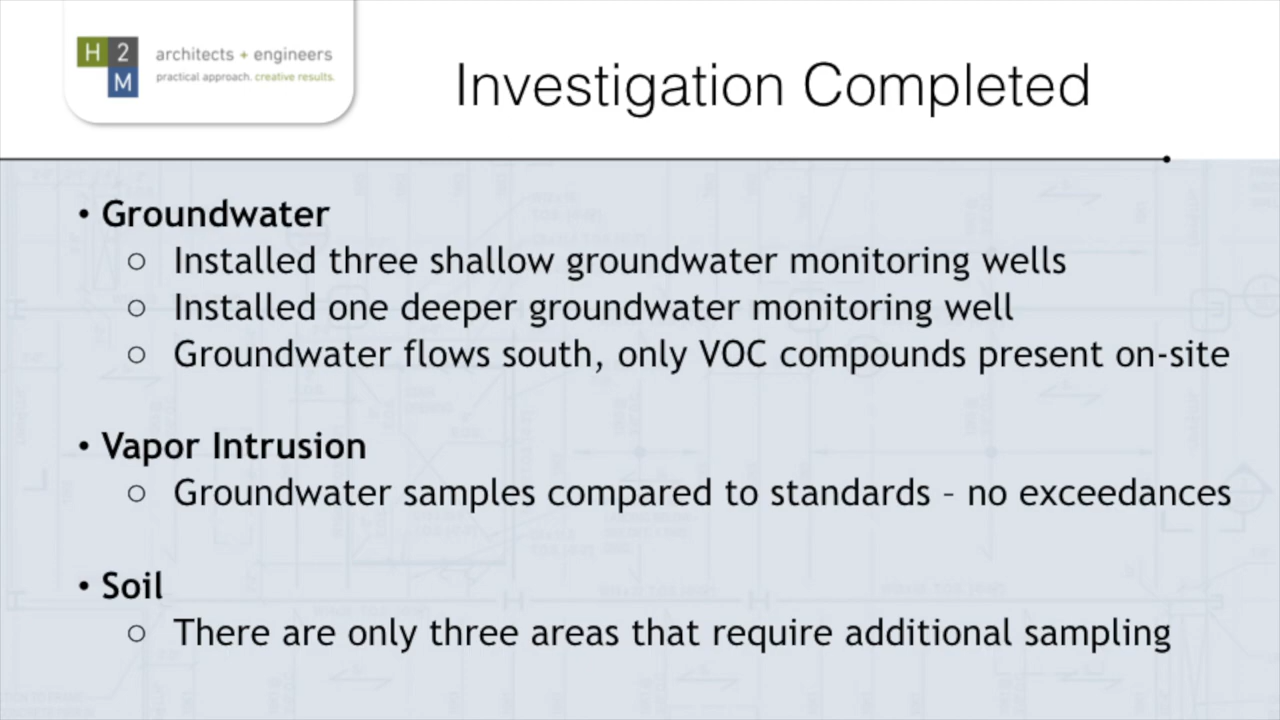 H2M
architects + engineers
practical approach. creative results.
Investigation Completed
• Groundwater
○ Installed three shallow groundwater monitoring wells
○ Installed one deeper groundwater monitoring well
○ Groundwater flows south, only VOC compounds present on-site
• Vapor Intrusion
○ Groundwater samples compared to standards – no exceedances
• Soil
○ There are only three areas that require additional sampling